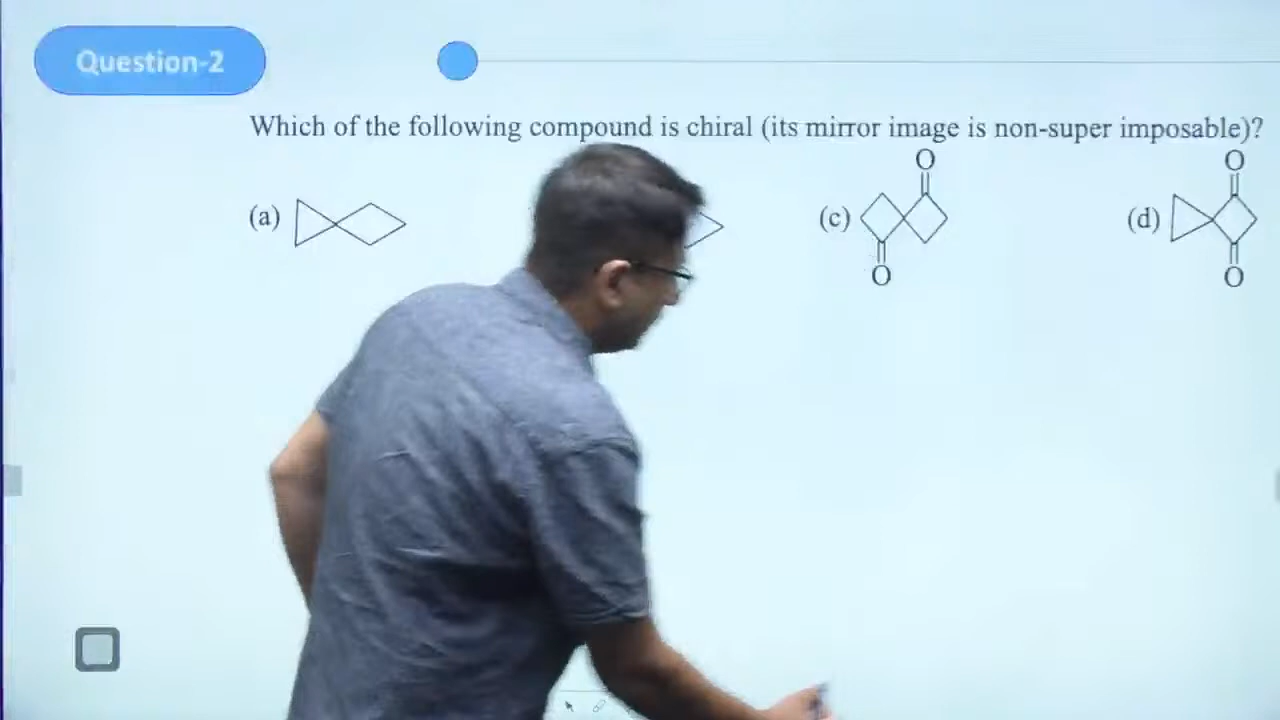 Question-2
Which of the following compound is chiral (its mirror image is non-super imposable)?
(a)
(c)
O
O
(d)
O
O